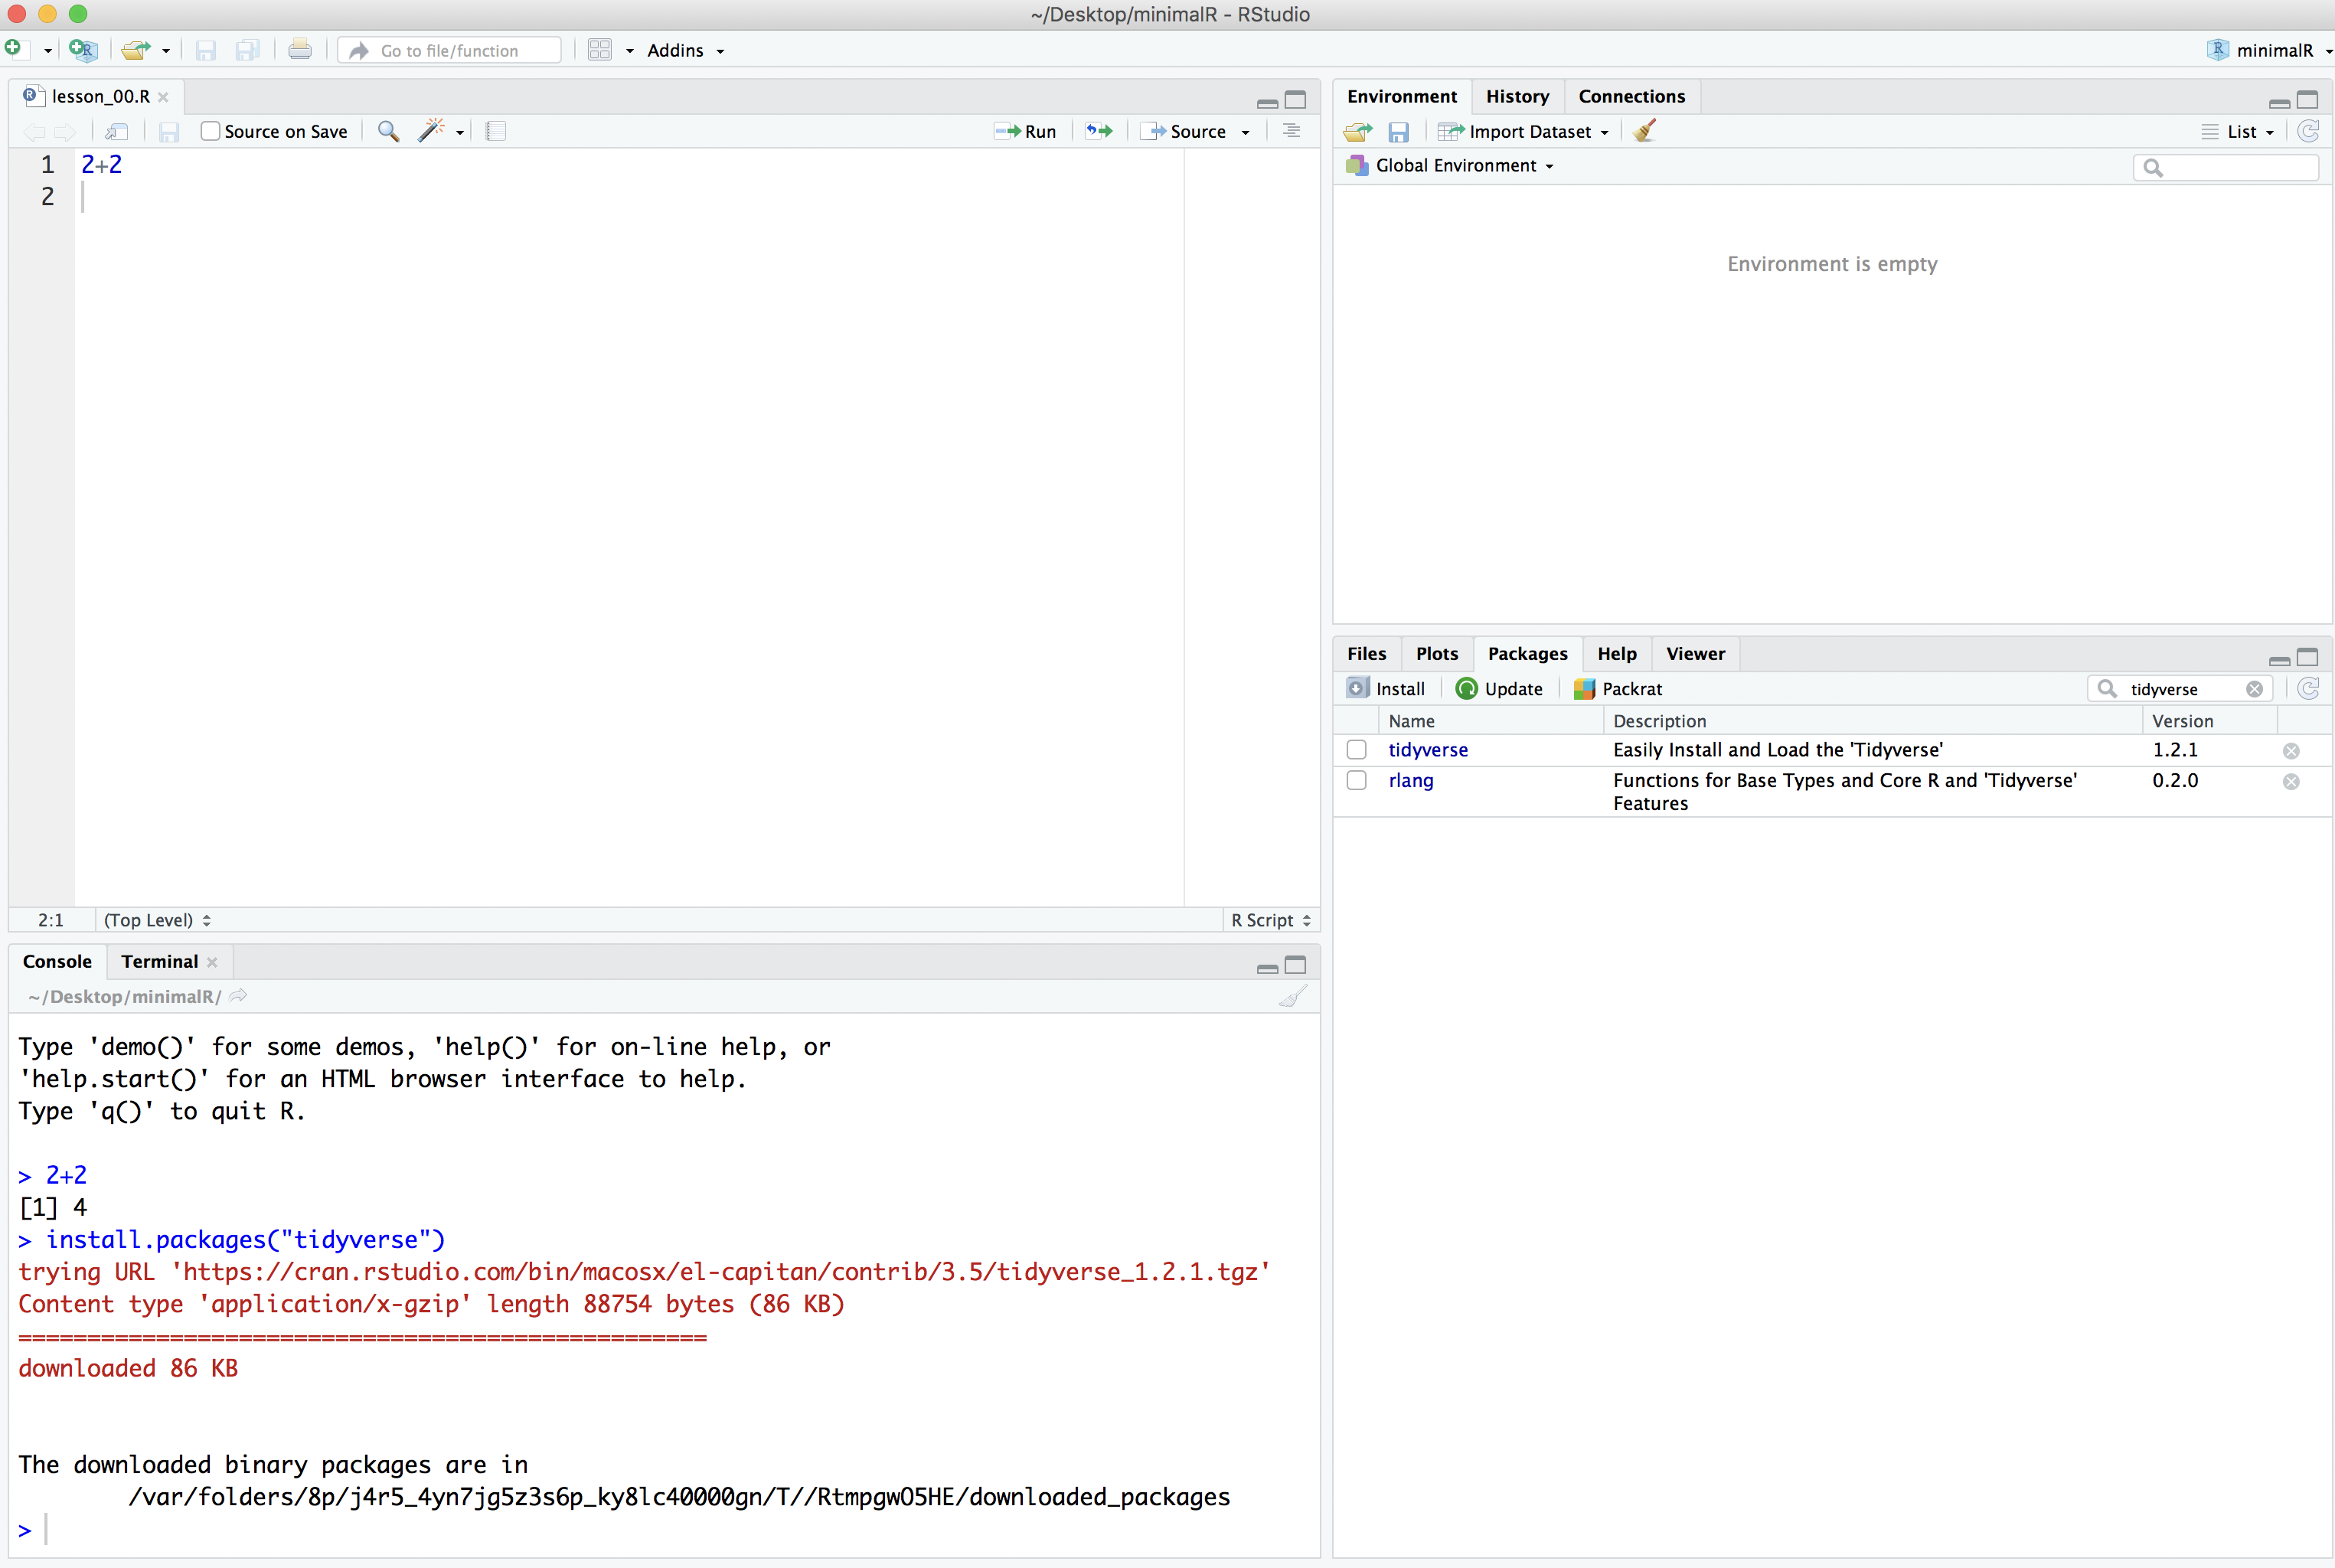 ~/Desktop/minimalR - RStudio
Go to file/function
Addins
minimalR
lesson_00.R
Source on Save
Run
Source
1 2+2
2
2:1 (Top Level)
R Script
Console Terminal
~/Desktop/minimalR/
Type 'demo()' for some demos, 'help()' for on-line help, or
'help.start()' for an HTML browser interface to help.
Type 'q()' to quit R.
> 2+2
[1] 4
> install.packages("tidyverse")
trying URL 'https://cran.rstudio.com/bin/macosx/el-capitan/contrib/3.5/tidyverse_1.2.1.tgz'
Content type 'application/x-gzip' length 88754 bytes (86 KB)
==================================================
downloaded 86 KB
The downloaded binary packages are in
/var/folders/8p/j4r5_4yn7jg5z3s6p_ky8lc40000gn/T//RtmpgwO5HE/downloaded_packages
>
Environment History Connections
Import Dataset
List
Global Environment
Environment is empty
Files Plots Packages Help Viewer
Install Update Packrat
tidyverse
Name Description Version
tidyverse Easily Install and Load the 'Tidyverse' 1.2.1
rlang Functions for Base Types and Core R and 'Tidyverse' 0.2.0
Features